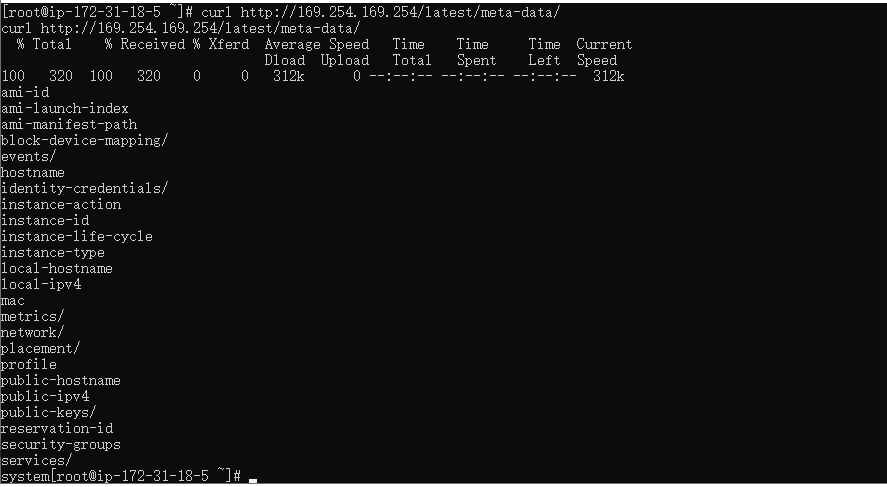 [root@ip-172-31-18-5 ~]# curl http://169.254.169.254/latest/meta-data/
curl http://169.254.169.254/latest/meta-data/
  % Total    % Received % Xferd  Average Speed   Time    Time     Time  Current
                                 Dload  Upload   Total   Spent    Left  Speed
100   320  100   320    0     0   312k      0 --:--:-- --:--:-- --:--:--  312k
ami-id
ami-launch-index
ami-manifest-path
block-device-mapping/
events/
hostname
identity-credentials/
instance-action
instance-id
instance-life-cycle
instance-type
local-hostname
local-ipv4
mac
metrics/
network/
placement/
profile
public-hostname
public-ipv4
public-keys/
reservation-id
security-groups
services/
system[root@ip-172-31-18-5 ~]#